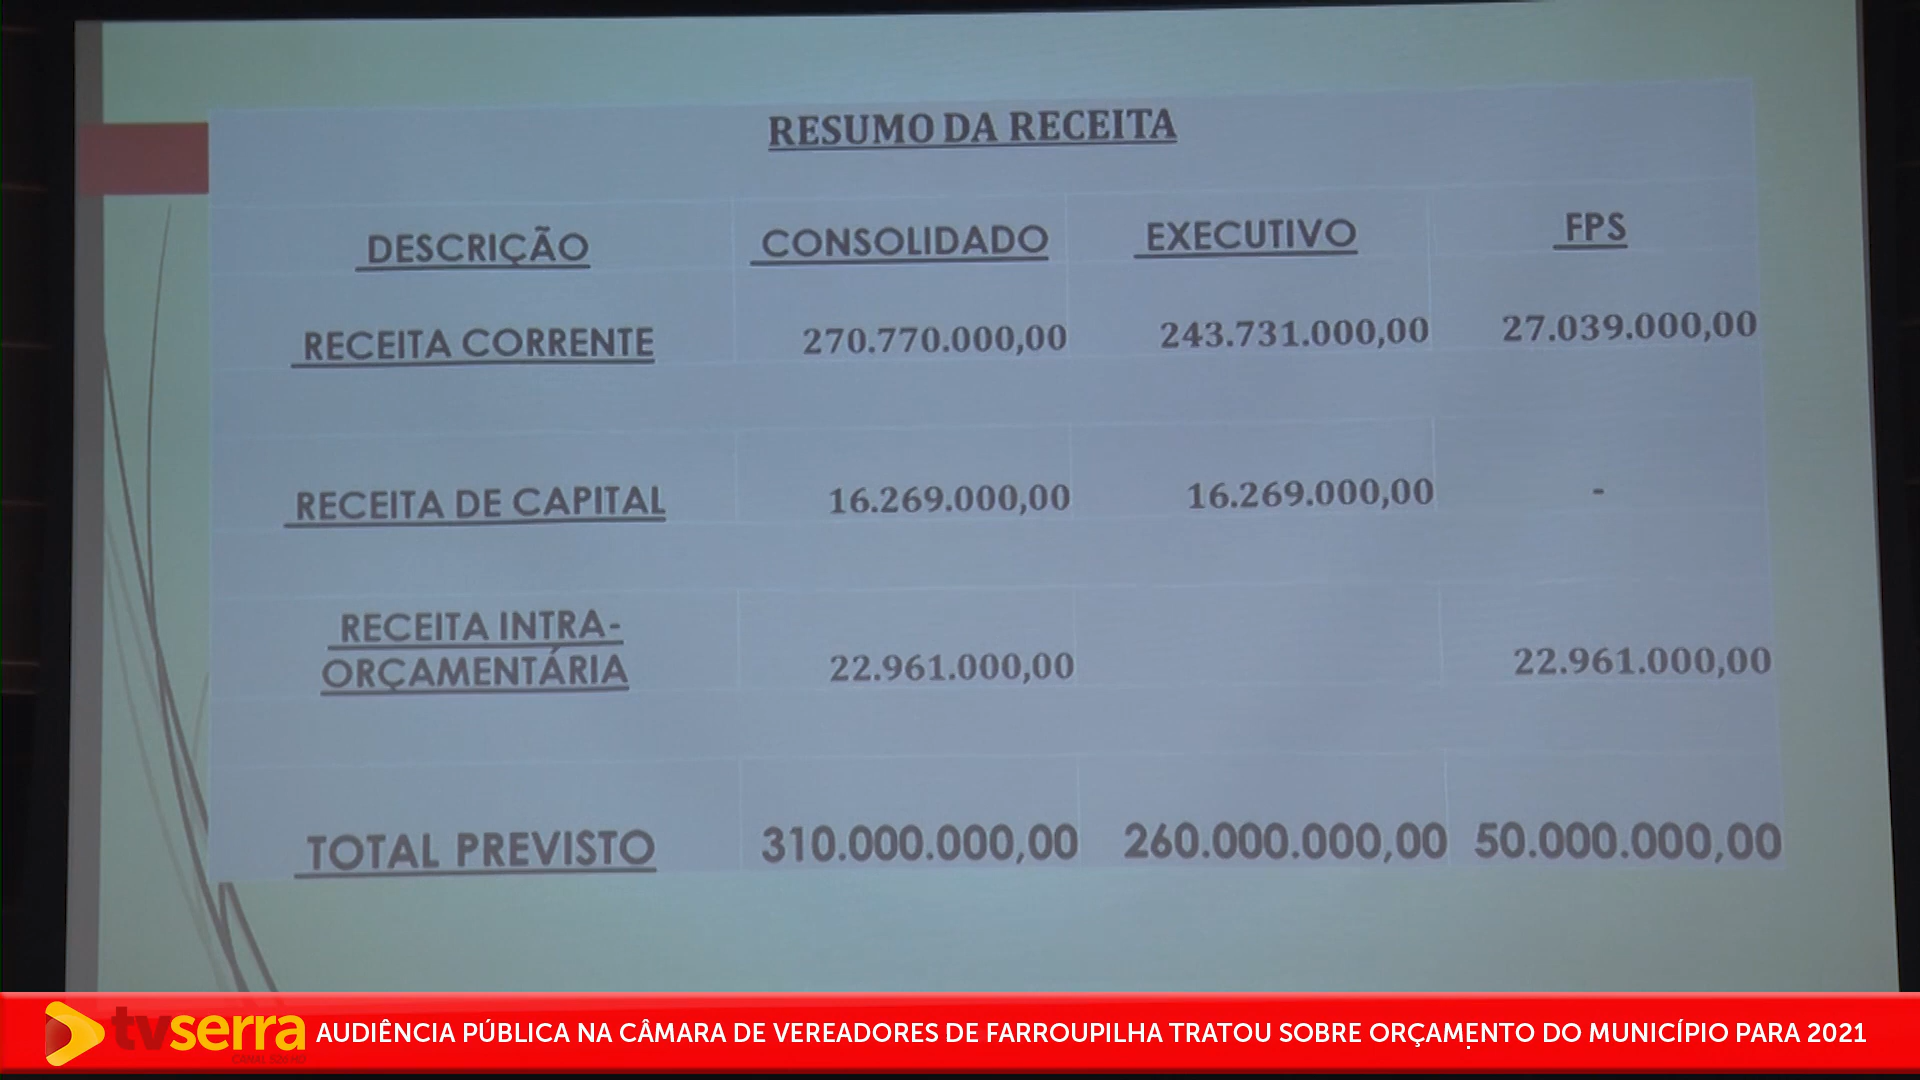 RESUMO DA RECEITA
DESCRIÇÃO CONSOLIDADO EXECUTIVO FPS
RECEITA CORRENTE 270.770.000,00 243.731.000,00 27.039.000,00
RECEITA DE CAPITAL 16.269.000,00 16.269.000,00 -
RECEITA INTRA-
ORÇAMENTÁRIA 22.961.000,00 22.961.000,00
TOTAL PREVISTO 310.000.000,00 260.000.000,00 50.000.000,00
tvserra AUDIÊNCIA PÚBLICA NA CÂMARA DE VEREADORES DE FARROUPILHA TRATOU SOBRE ORÇAMENTO DO MUNICÍPIO PARA 2021